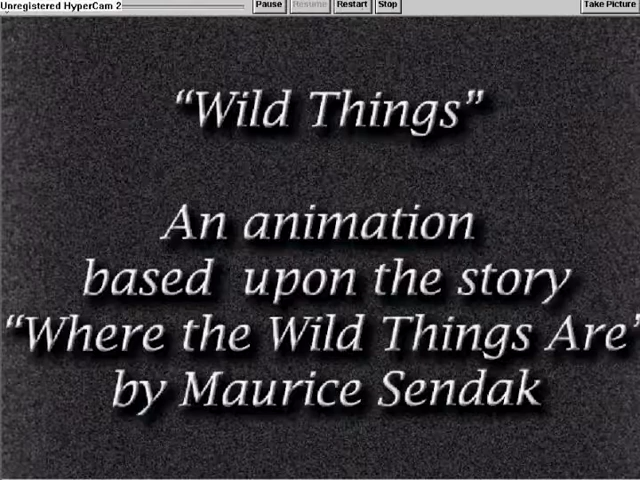 Unregistered HyperCam 2
Pause Resume Restart Stop Take Picture
“Wild Things”
An animation
based upon the story
“Where the Wild Things Are”
by Maurice Sendak